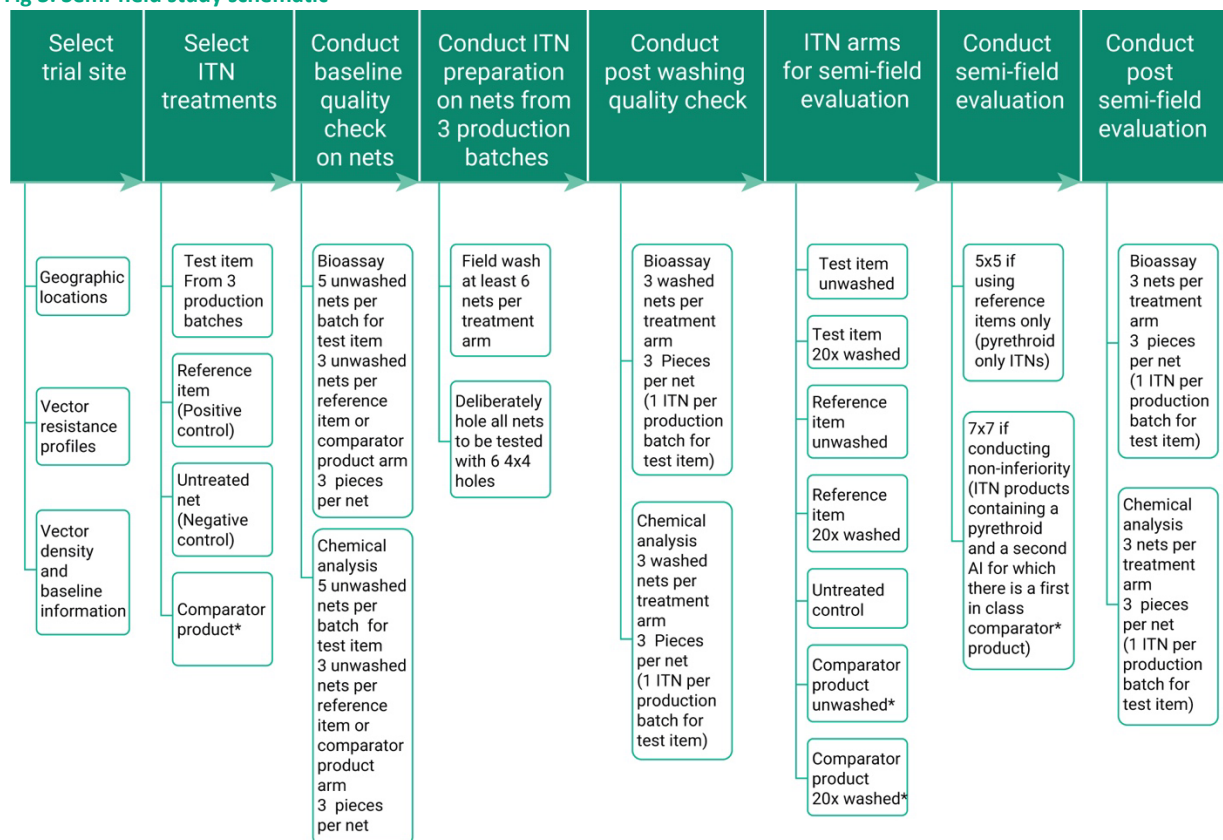 Fig 3. Semi-field study schematic
Select
trial site
Select
ITN
treatments
Conduct
baseline
quality
check
on nets
Conduct ITN
preparation
on nets from
3 production
batches
Conduct
post washing
quality check
ITN arms
for semi-field
evaluation
Conduct
semi-field
evaluation
Conduct
post
semi-field
evaluation
Geographic
locations
Vector
resistance
profiles
Vector
density
and
baseline
information
Test item
From 3
production
batches
Reference
item
(Positive
control)
Untreated
net
(Negative
control)
Comparator
product*
Bioassay
5 unwashed
nets per
batch for
test item
3 unwashed
nets per
reference
item or
comparator
product arm
3 pieces
per net
Chemical
analysis
5 unwashed
nets per
batch for
test item
3 unwashed
nets per
reference
item or
comparator
product
arm
3 pieces
per net
Field wash
at least 6
nets per
treatment
arm
Deliberately
hole all nets
to be tested
with 6 4x4
holes
Bioassay
3 washed
nets per
treatment
arm
3 Pieces
per net
(1 ITN per
production
batch for
test item)
Chemical
analysis
3 washed
nets per
treatment
arm
3 Pieces
per net
(1 ITN per
production
batch for
test item)
Test item
unwashed
Test item
20x washed
Reference
item
unwashed
Reference
item
20x washed
Untreated
control
Comparator
product
unwashed*
Comparator
product
20x washed*
5x5 if
using
reference
items only
(pyrethroid
only ITNs)
7x7 if
conducting
non-inferiority
(ITN products
containing a
pyrethroid
and a second
AI for which
there is a first
in class
comparator*
product)
Bioassay
3 nets per
treatment
arm
3 pieces
per net
(1 ITN per
production
batch for
test item)
Chemical
analysis
3 nets per
treatment
arm
3 pieces
per net
(1 ITN per
production
batch for
test item)